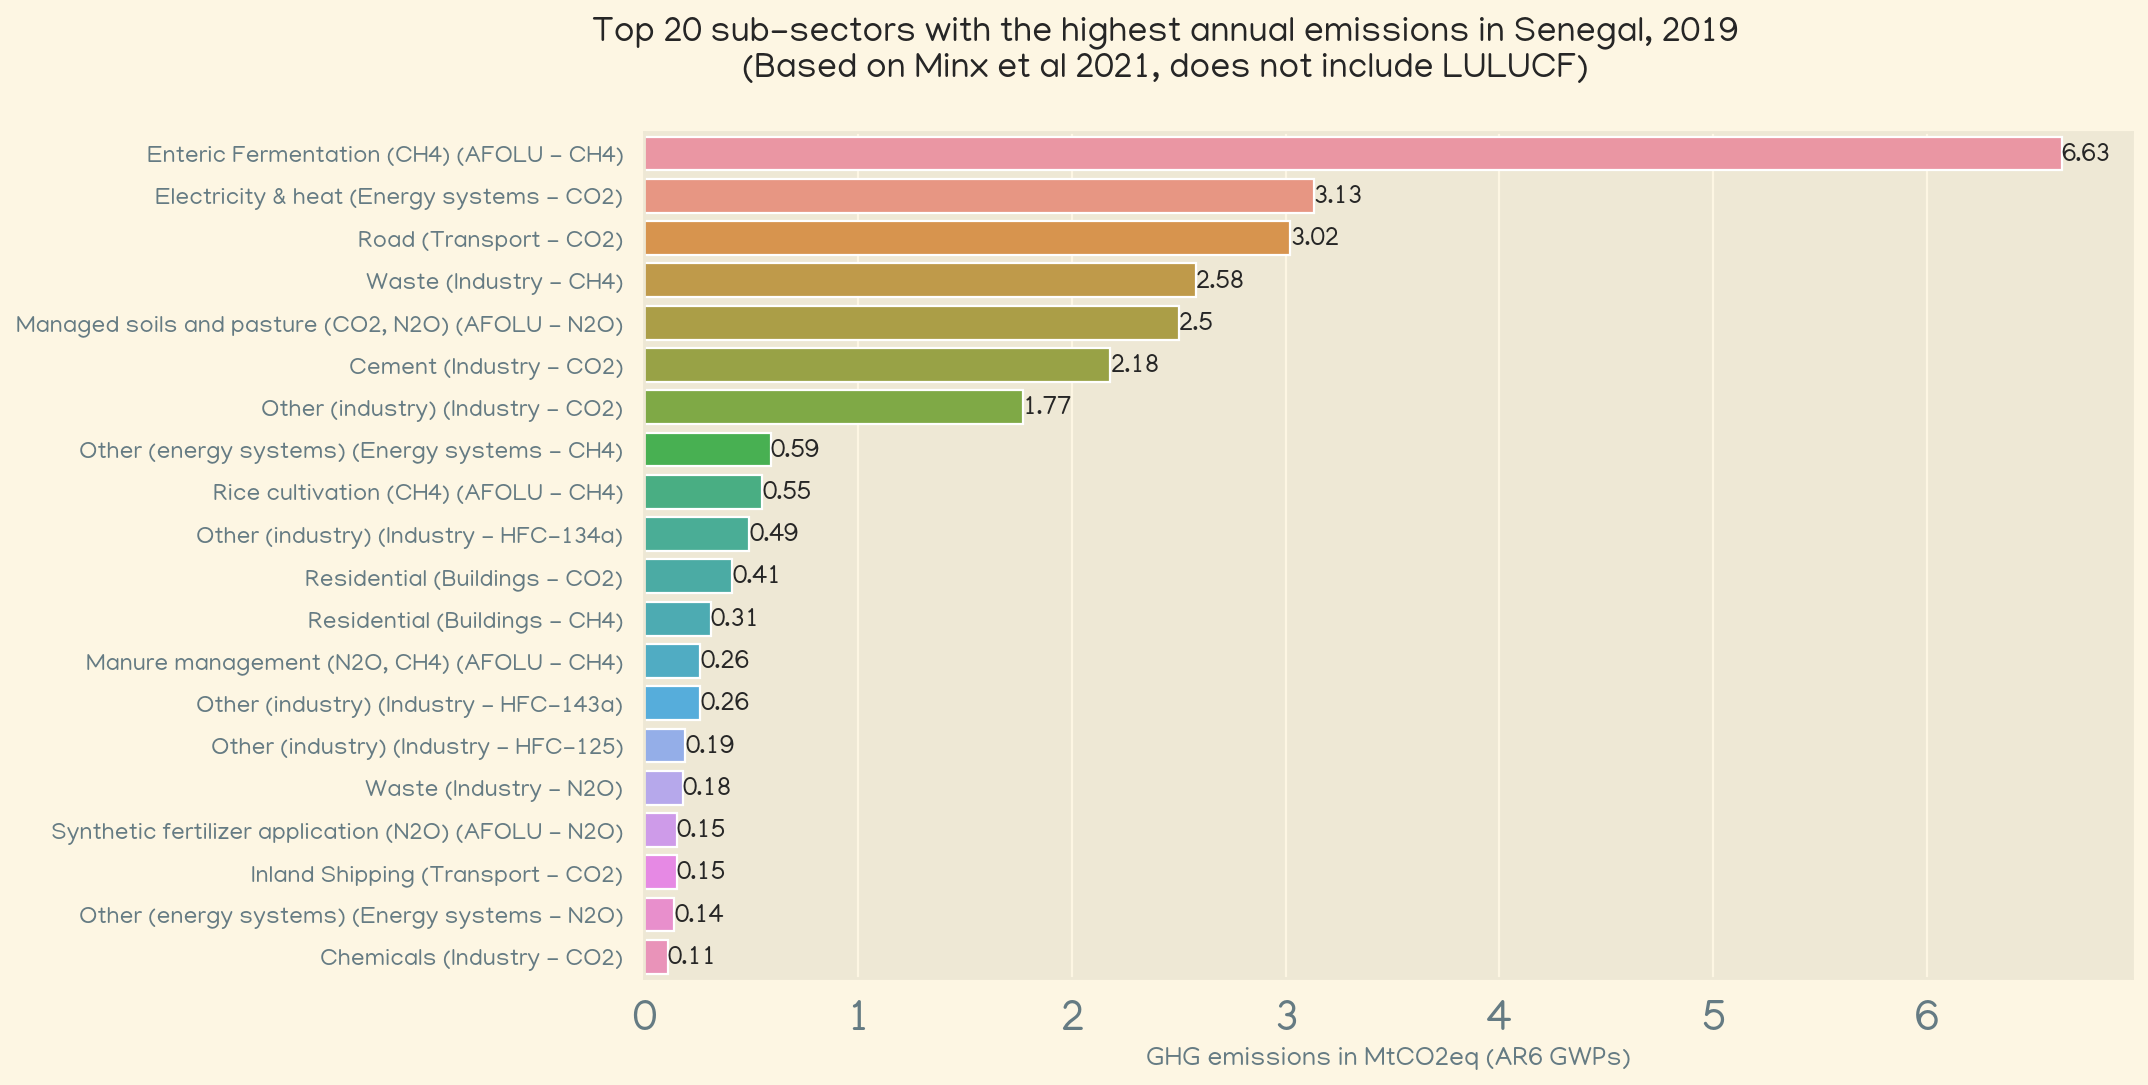 Top 20 sub-sectors with the highest annual emissions in Senegal, 2019
(Based on Minx et al 2021, does not include LULUCF)
Enteric Fermentation (CH4) (AFOLU - CH4) 6.63
Electricity & heat (Energy systems - CO2) 3.13
Road (Transport - CO2) 3.02
Waste (Industry - CH4) 2.58
Managed soils and pasture (CO2, N2O) (AFOLU - N2O) 2.5
Cement (Industry - CO2) 2.18
Other (industry) (Industry - CO2) 1.77
Other (energy systems) (Energy systems - CH4) 0.59
Rice cultivation (CH4) (AFOLU - CH4) 0.55
Other (industry) (Industry - HFC-134a) 0.49
Residential (Buildings - CO2) 0.41
Residential (Buildings - CH4) 0.31
Manure management (N2O, CH4) (AFOLU - CH4) 0.26
Other (industry) (Industry - HFC-143a) 0.26
Other (industry) (Industry - HFC-125) 0.19
Waste (Industry - N2O) 0.18
Synthetic fertilizer application (N2O) (AFOLU - N2O) 0.15
Inland Shipping (Transport - CO2) 0.15
Other (energy systems) (Energy systems - N2O) 0.14
Chemicals (Industry - CO2) 0.11
0 1 2 3 4 5 6
GHG emissions in MtCO2eq (AR6 GWPs)